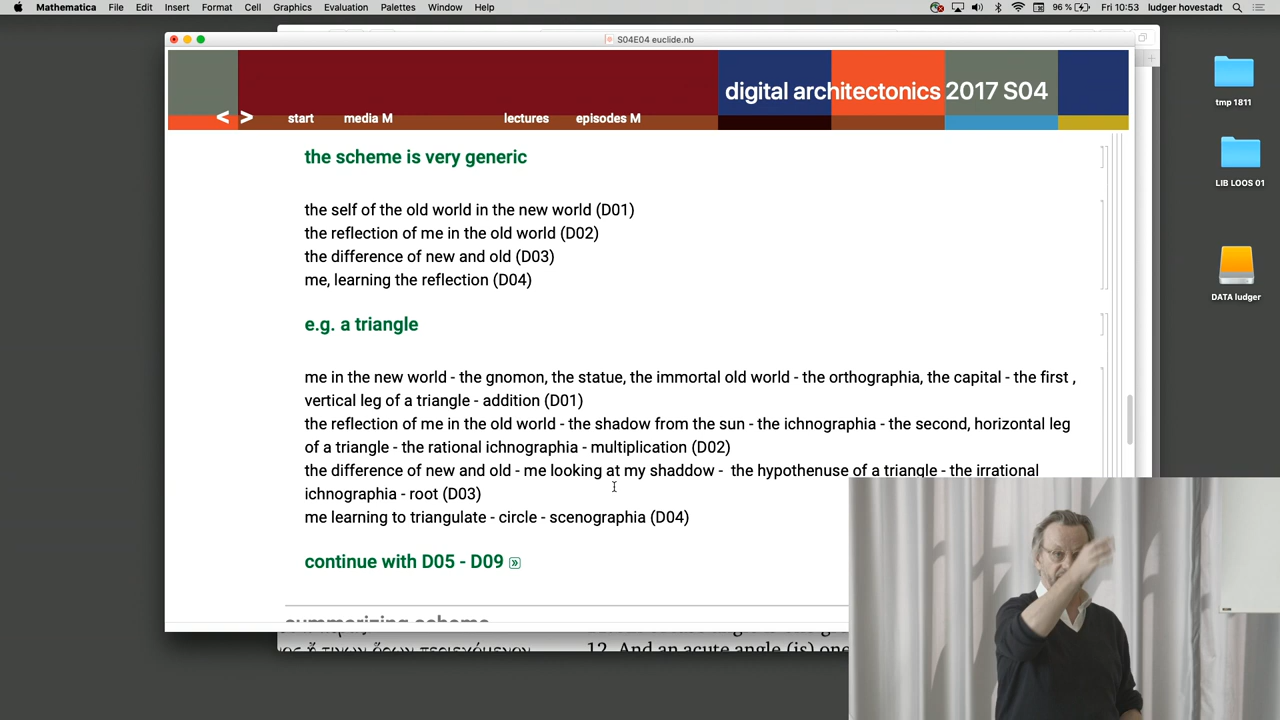 Mathematica File Edit Insert Format Cell Graphics Evaluation Palettes Window Help 96 % Fri 10:53 ludger hovestadt
S04E04 euclide.nb
digital architectonics 2017 S04
< > start media M lectures episodes M
tmp 1811
LIB LOOS 01
DATA ludger
the scheme is very generic
the self of the old world in the new world (D01)
the reflection of me in the old world (D02)
the difference of new and old (D03)
me, learning the reflection (D04)
e.g. a triangle
me in the new world - the gnomon, the statue, the immortal old world - the orthographia, the capital - the first ,
vertical leg of a triangle - addition (D01)
the reflection of me in the old world - the shadow from the sun - the ichnographia - the second, horizontal leg
of a triangle - the rational ichnographia - multiplication (D02)
the difference of new and old - me looking at my shaddow - the hypothenuse of a triangle - the irrational
ichnographia - root (D03)
me learning to triangulate - circle - scenographia (D04)
continue with D05 - D09 »
summarizing scheme
12. And an acute angle (is) one